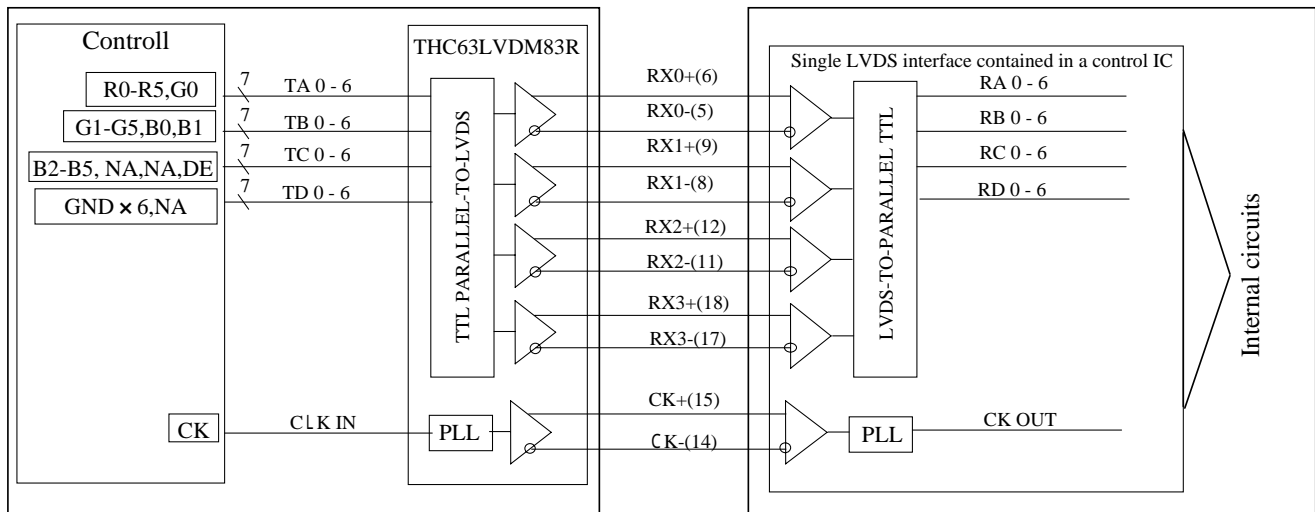 Controll
THC63LVDM83R
Single LVDS interface contained in a control IC
R0-R5,G0
7
TA 0 - 6
RX0+(6)
RA 0 - 6
G1-G5,B0,B1
7
TB 0 - 6
RX0-(5)
RB 0 - 6
B2-B5, NA,NA,DE
7
TC 0 - 6
RX1+(9)
RC 0 - 6
GND × 6,NA
7
TD 0 - 6
RX1-(8)
RD 0 - 6
TTL PARALLEL-TO-LVDS
RX2+(12)
RX2-(11)
RX3+(18)
RX3-(17)
LVDS-TO-PARALLEL TTL
Internal circuits
CK
CLK IN
PLL
CK+(15)
CK-(14)
PLL
CK OUT